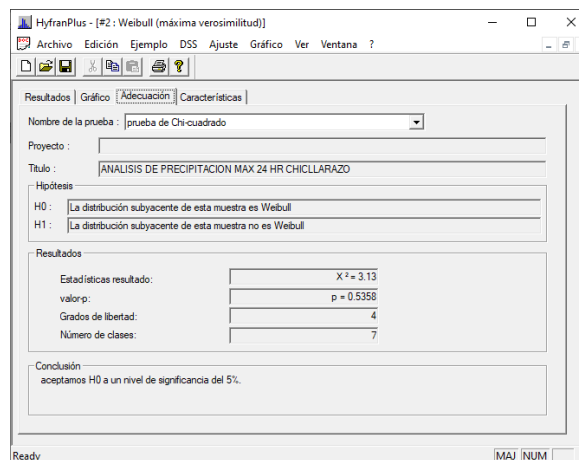 HyfranPlus - [#2 : Weibull (máxima verosimilitud)]
Archivo Edición Ejemplo DSS Ajuste Gráfico Ver Ventana ?
Resultados Gráfico Adecuación Características
Nombre de la prueba : prueba de Chi-cuadrado
Proyecto :
Titulo : ANALISIS DE PRECIPITACION MAX 24 HR CHICLLARAZO
Hipótesis
H0 : La distribución subyacente de esta muestra es Weibull
H1 : La distribución subyacente de esta muestra no es Weibull
Resultados
Estadísticas resultado: X² = 3.13
valor-p: p = 0.5358
Grados de libertad: 4
Número de clases: 7
Conclusión
aceptamos H0 a un nivel de significancia del 5%.
Ready MAJ NUM